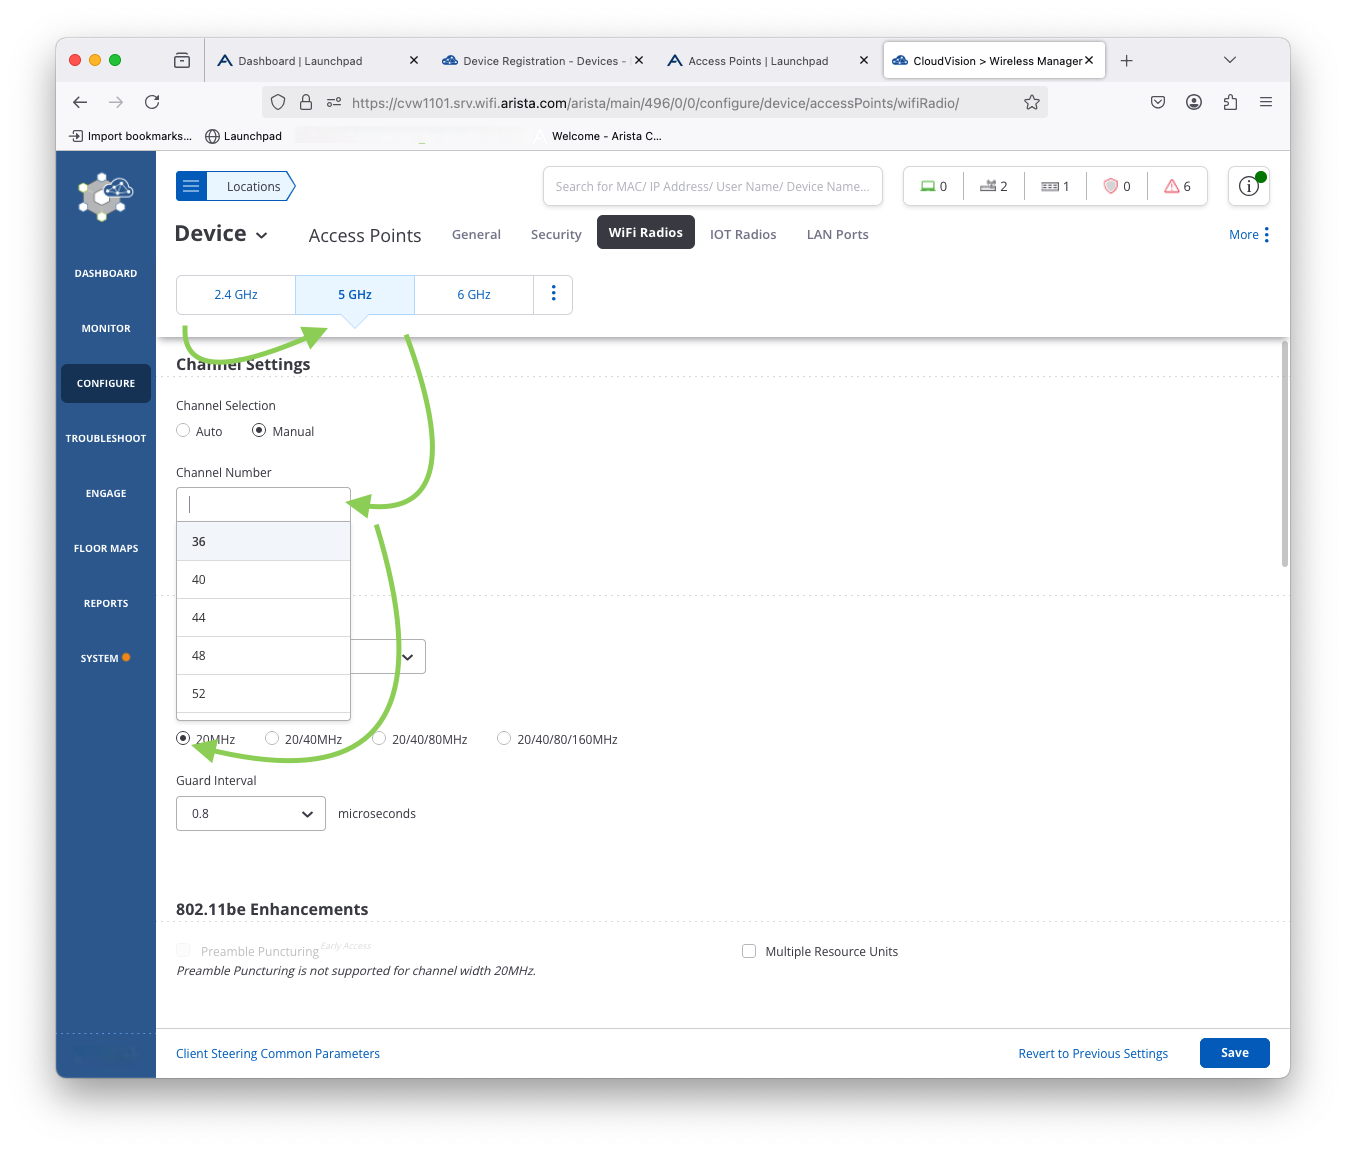 Dashboard | Launchpad
Device Registration - Devices -
Access Points | Launchpad
CloudVision > Wireless Manager
https://cvw1101.srv.wifi.arista.com/arista/main/496/0/0/configure/device/accessPoints/wifiRadio/
Import bookmarks...
Launchpad
Welcome - Arista C...
Locations
Search for MAC/ IP Address/ User Name/ Device Name...
0
2
1
0
6
Device
Access Points
General
Security
WiFi Radios
IOT Radios
LAN Ports
More
2.4 GHz
5 GHz
6 GHz
DASHBOARD
MONITOR
CONFIGURE
TROUBLESHOOT
ENGAGE
FLOOR MAPS
REPORTS
SYSTEM
Channel Settings
Channel Selection
Auto
Manual
Channel Number
36
40
44
48
52
20MHz
20/40MHz
20/40/80MHz
20/40/80/160MHz
Guard Interval
0.8
microseconds
802.11be Enhancements
Preamble Puncturing Early Access
Multiple Resource Units
Preamble Puncturing is not supported for channel width 20MHz.
Client Steering Common Parameters
Revert to Previous Settings
Save